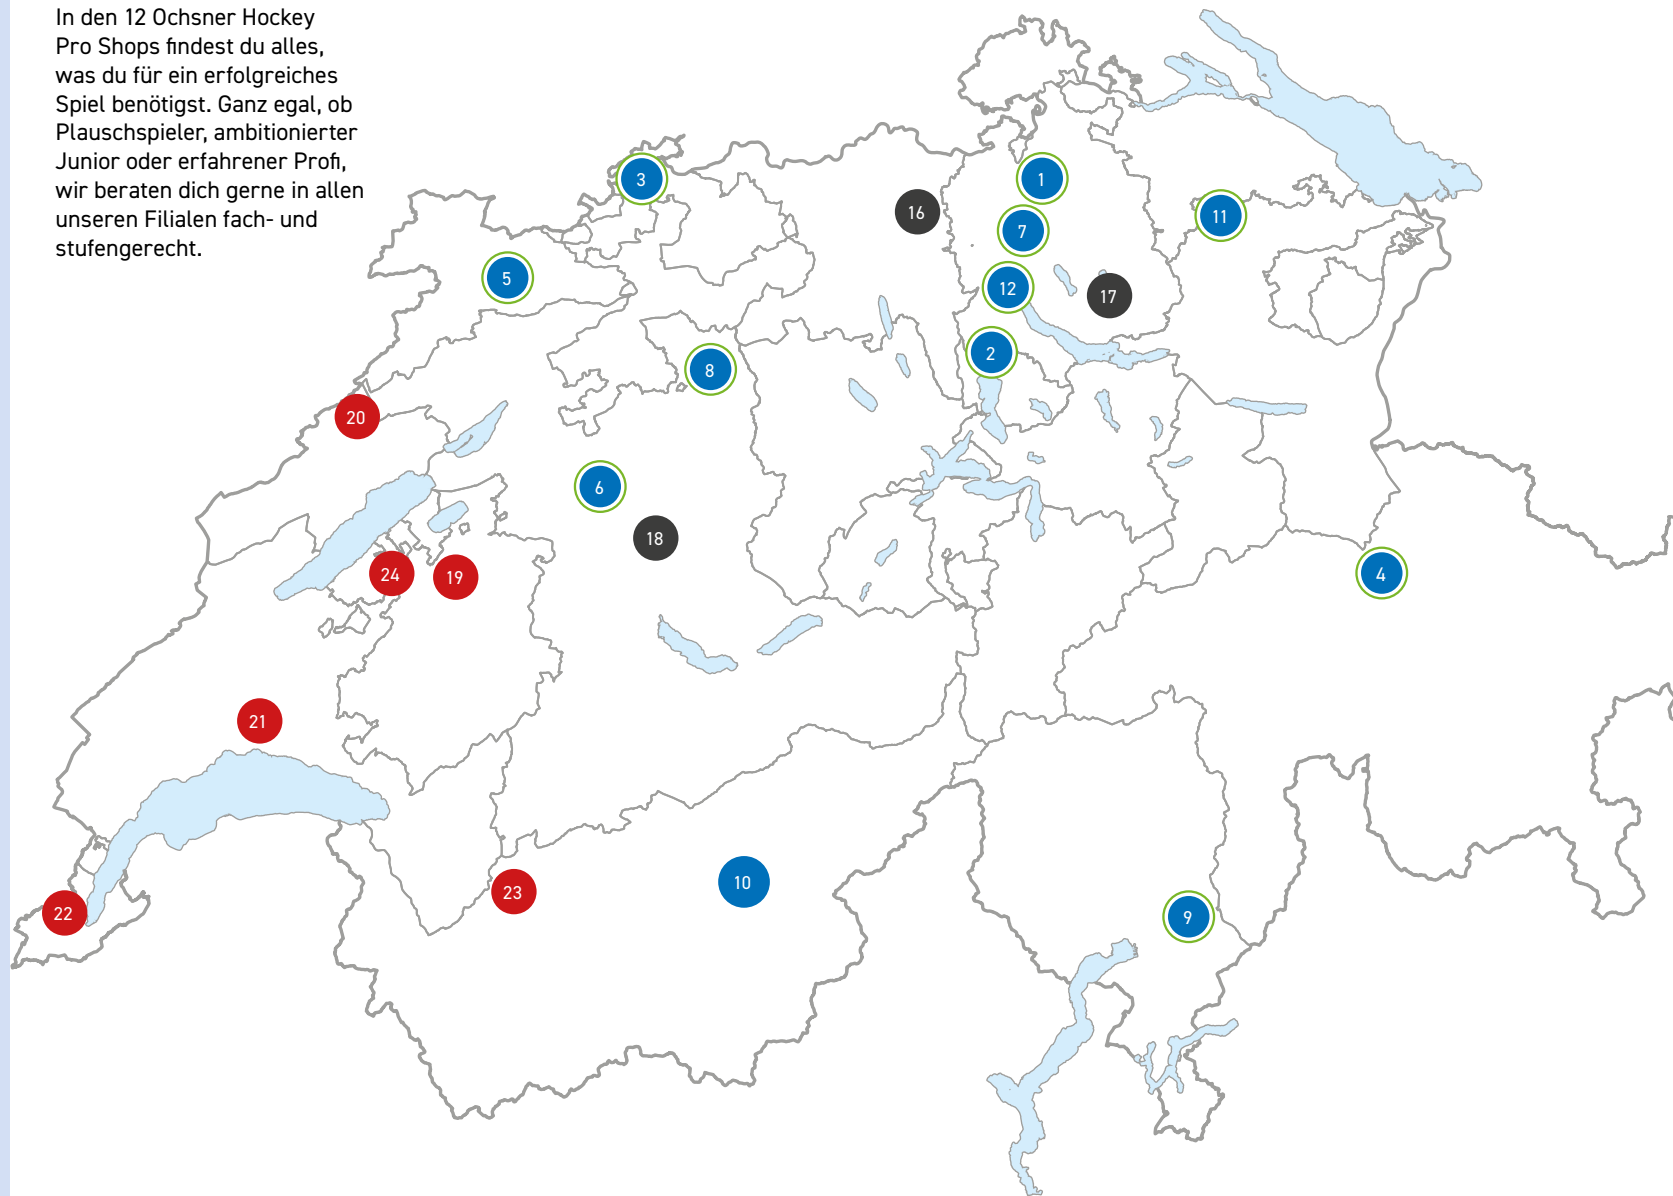 In den 12 Ochsner Hockey
Pro Shops findest du alles,
was du für ein erfolgreiches
Spiel benötigst. Ganz egal, ob
Plauschspieler, ambitionierter
Junior oder erfahrener Profi,
wir beraten dich gerne in allen
unseren Filialen fach- und
stufengerecht.
3
1
16
11
7
5
12
17
2
8
20
6
18
24
19
4
21
10
23
22
9